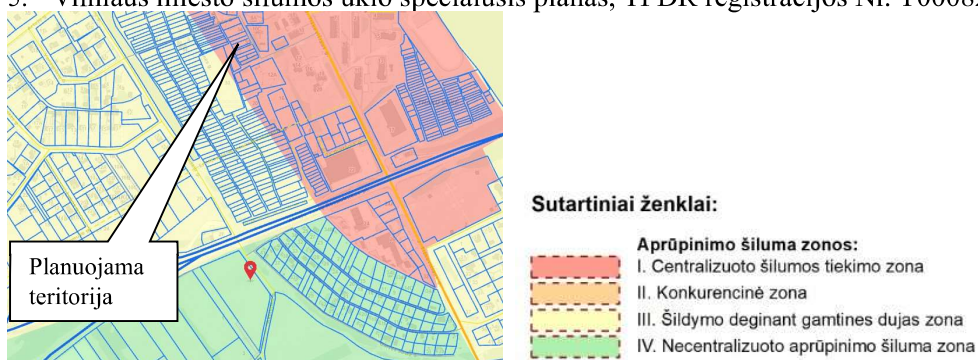 Vilniaus miesto šilumos ūkio specialusis planas, TPDR registracijos Nr.
Planuojama
teritorija
Sutartiniai ženklai:
Aprūpinimo šiluma zonos:
I. Centralizuoto šilumos tiekimo zona
II. Konkurencinė zona
III. Šildymo deginant gamtines dujas zona
IV. Necentralizuoto aprūpinimo šiluma zona